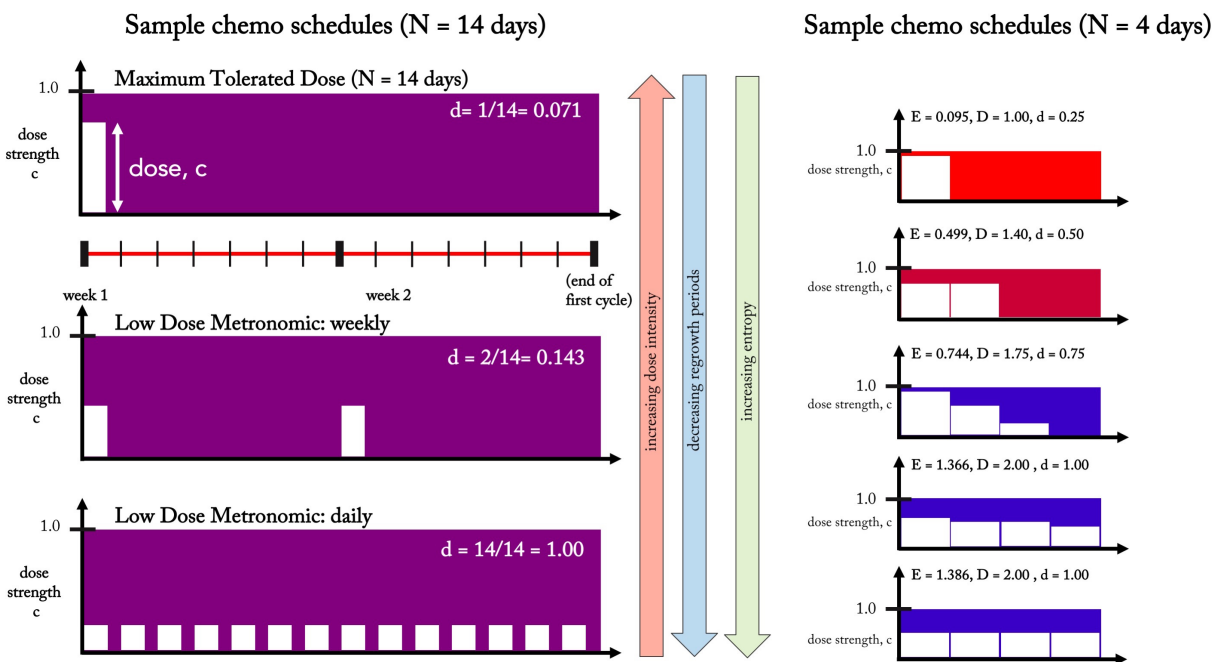 Sample chemo schedules (N = 14 days)
Maximum Tolerated Dose (N = 14 days)
1.0
d= 1/14= 0.071
dose
strength
c
dose, c
week 1
week 2
(end of
first cycle)
Low Dose Metronomic: weekly
1.0
d = 2/14= 0.143
dose
strength
c
Low Dose Metronomic: daily
1.0
d = 14/14 = 1.00
dose
strength
c
increasing dose intensity
decreasing regrowth periods
increasing entropy
Sample chemo schedules (N = 4 days)
E = 0.095, D = 1.00, d = 0.25
1.0
dose strength, c
E = 0.499, D = 1.40, d = 0.50
1.0
dose strength, c
E = 0.744, D = 1.75, d = 0.75
1.0
dose strength, c
E = 1.366, D = 2.00 , d = 1.00
1.0
dose strength, c
E = 1.386, D = 2.00 , d = 1.00
1.0
dose strength, c